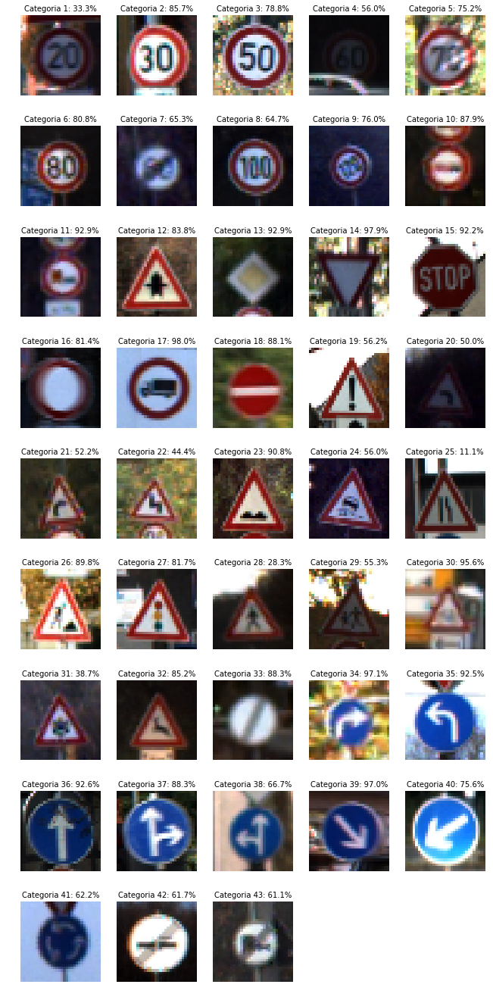 Categoria 1: 33.3% Categoria 2: 85.7% Categoria 3: 78.8% Categoria 4: 56.0% Categoria 5: 75.2%
20 30 50 60
Categoria 6: 80.8% Categoria 7: 65.3% Categoria 8: 64.7% Categoria 9: 76.0% Categoria 10: 87.9%
80 100
Categoria 11: 92.9% Categoria 12: 83.8% Categoria 13: 92.9% Categoria 14: 97.9% Categoria 15: 92.2%
STOP
Categoria 16: 81.4% Categoria 17: 98.0% Categoria 18: 88.1% Categoria 19: 56.2% Categoria 20: 50.0%
Categoria 21: 52.2% Categoria 22: 44.4% Categoria 23: 90.8% Categoria 24: 56.0% Categoria 25: 11.1%
Categoria 26: 89.8% Categoria 27: 81.7% Categoria 28: 28.3% Categoria 29: 55.3% Categoria 30: 95.6%
Categoria 31: 38.7% Categoria 32: 85.2% Categoria 33: 88.3% Categoria 34: 97.1% Categoria 35: 92.5%
Categoria 36: 92.6% Categoria 37: 88.3% Categoria 38: 66.7% Categoria 39: 97.0% Categoria 40: 75.6%
Categoria 41: 62.2% Categoria 42: 61.7% Categoria 43: 61.1%